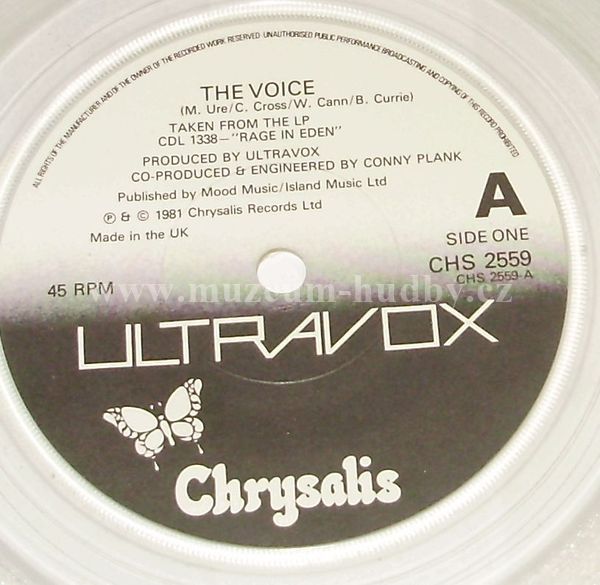 ALL RIGHTS OF THE MANUFACTURER AND OF THE OWNER OF THE RECORDED WORK RESERVED · UNAUTHORISED PUBLIC PERFORMANCE BROADCASTING AND COPYING OF THIS RECORD PROHIBITED
THE VOICE
(M. Ure/C. Cross/W. Cann/B. Currie)
TAKEN FROM THE LP
CDL 1338—"RAGE IN EDEN"
PRODUCED BY ULTRAVOX
CO-PRODUCED & ENGINEERED BY CONNY PLANK
Published by Mood Music/Island Music Ltd
℗ & © 1981 Chrysalis Records Ltd
Made in the UK
A
SIDE ONE
CHS 2559
CHS 2559-A
45 RPM
www.muzeum-hudby.cz
ULTRAVOX
Chrysalis